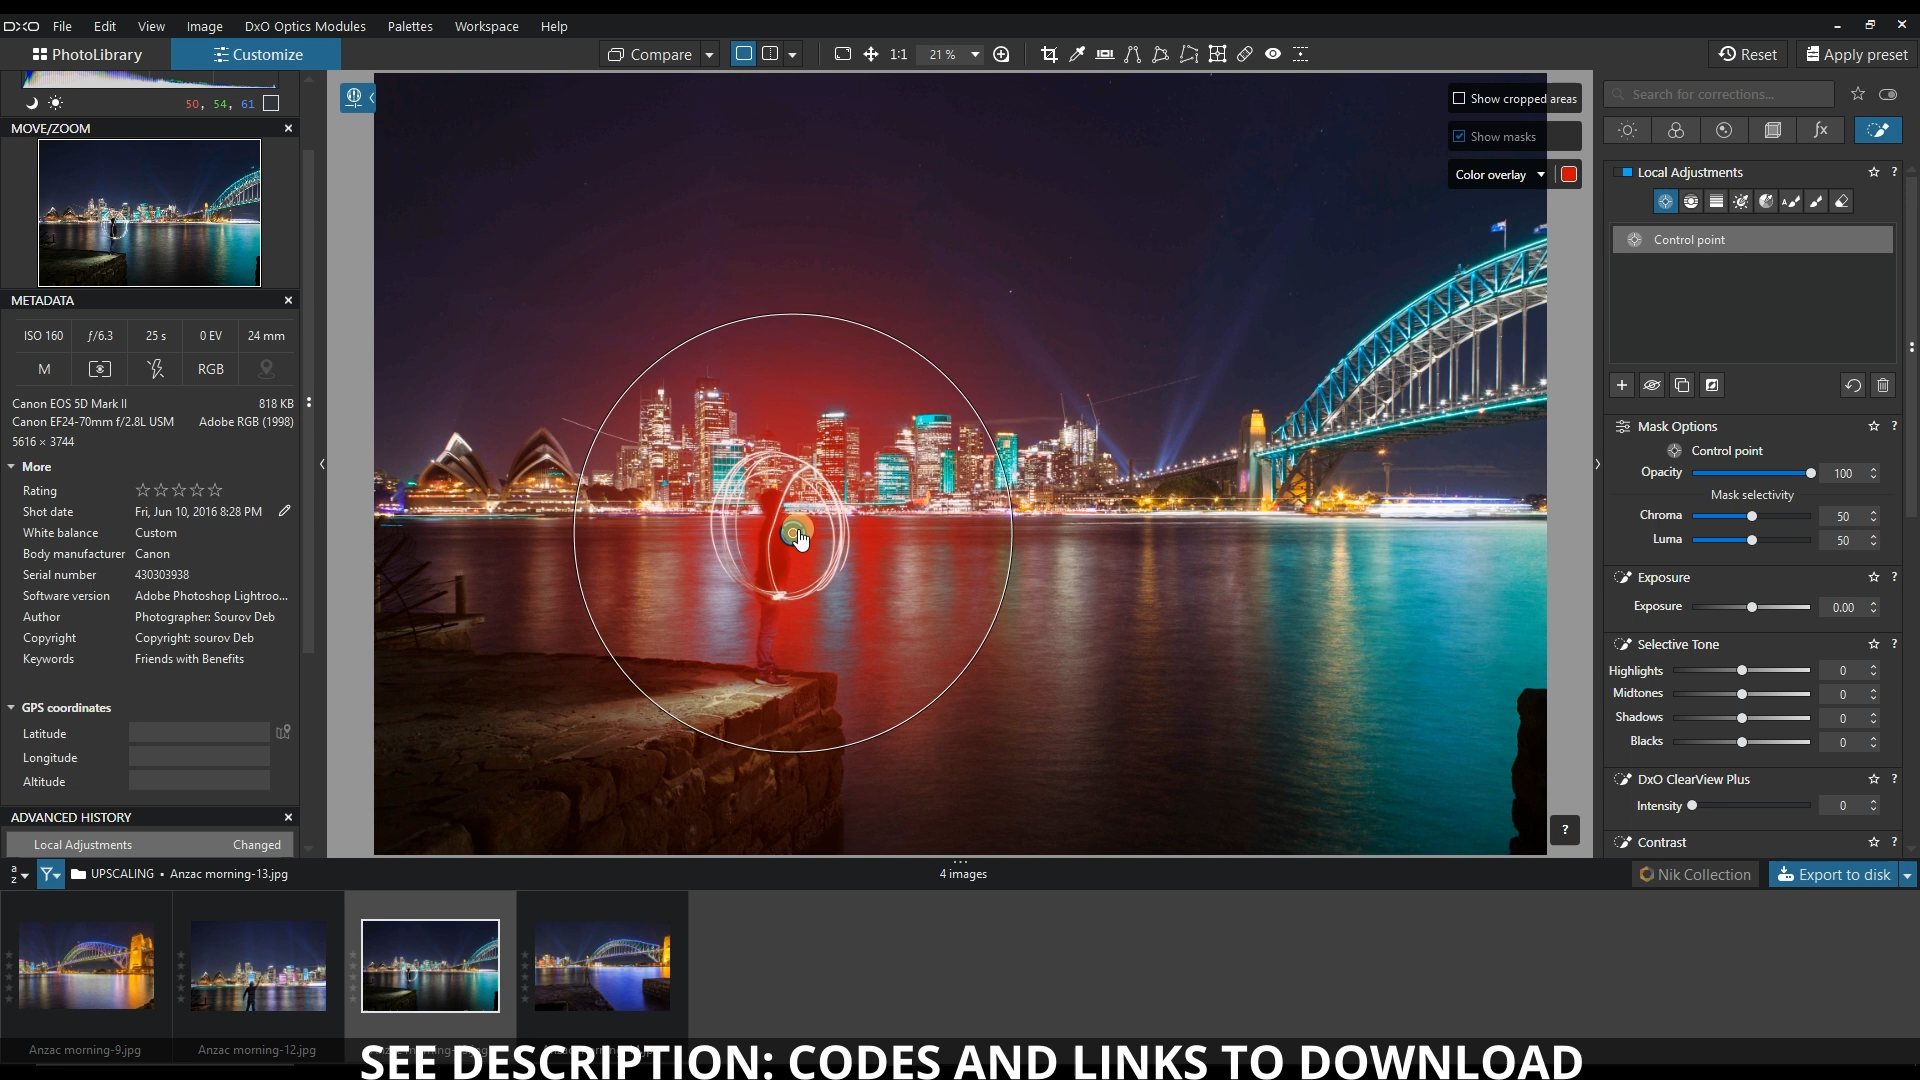 DXO File Edit View Image DxO Optics Modules Palettes Workspace Help
PhotoLibrary Customize Compare 1:1 21 % Reset Apply preset
50, 54, 61
MOVE/ZOOM
METADATA
ISO 160 f/6.3 25 s 0 EV 24 mm
M RGB
Canon EOS 5D Mark II 818 KB
Canon EF24-70mm f/2.8L USM Adobe RGB (1998)
5616 × 3744
More
Rating
Shot date Fri, Jun 10, 2016 8:28 PM
White balance Custom
Body manufacturer Canon
Serial number 430303938
Software version Adobe Photoshop Lightroo...
Author Photographer: Sourov Deb
Copyright Copyright: sourov Deb
Keywords Friends with Benefits
GPS coordinates
Latitude
Longitude
Altitude
ADVANCED HISTORY
Local Adjustments Changed
Show cropped areas
Show masks
Color overlay
?
Search for corrections...
fx
Local Adjustments ?
Control point
Mask Options ?
Control point
Opacity 100
Mask selectivity
Chroma 50
Luma 50
Exposure ?
Exposure 0.00
Selective Tone ?
Highlights 0
Midtones 0
Shadows 0
Blacks 0
DxO ClearView Plus ?
Intensity 0
Contrast ?
a z UPSCALING • Anzac morning-13.jpg 4 images Nik Collection Export to disk
Anzac morning-9.jpg Anzac morning-12.jpg
SEE DESCRIPTION: CODES AND LINKS TO DOWNLOAD